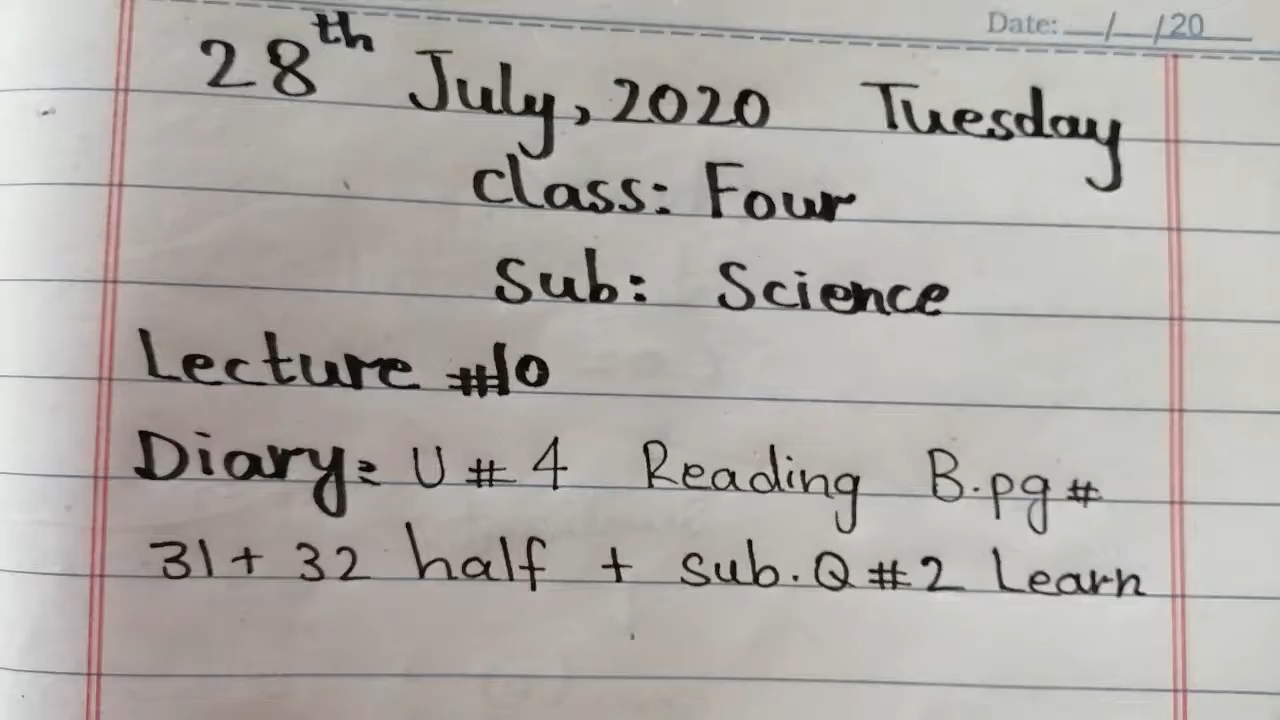 Date: __/__/20__
28th July, 2020 Tuesday
class: Four
Sub: Science
Lecture #10
Diary: U # 4 Reading B.pg #
31 + 32 half + sub. Q # 2 Learn